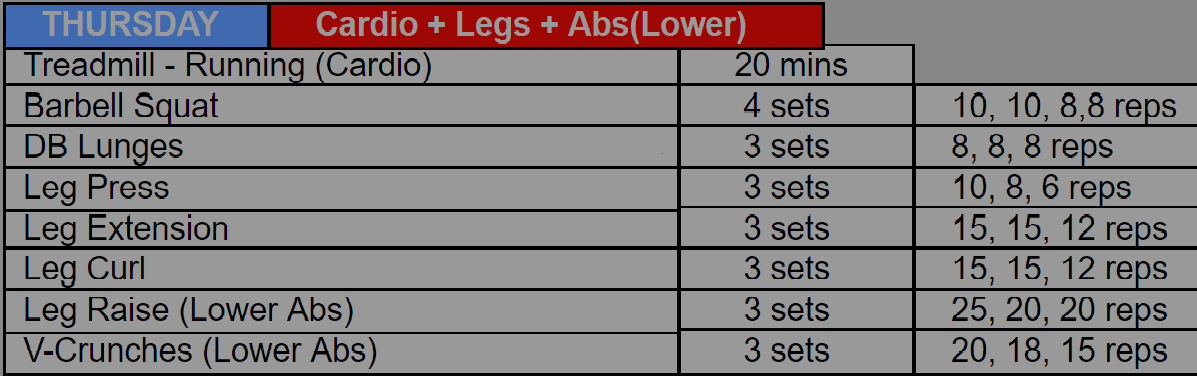 THURSDAY Cardio + Legs + Abs(Lower)
Treadmill - Running (Cardio) 20 mins
Barbell Squat 4 sets 10, 10, 8,8 reps
DB Lunges 3 sets 8, 8, 8 reps
Leg Press 3 sets 10, 8, 6 reps
Leg Extension 3 sets 15, 15, 12 reps
Leg Curl 3 sets 15, 15, 12 reps
Leg Raise (Lower Abs) 3 sets 25, 20, 20 reps
V-Crunches (Lower Abs) 3 sets 20, 18, 15 reps